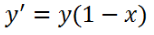 y′ = y(1 − x)